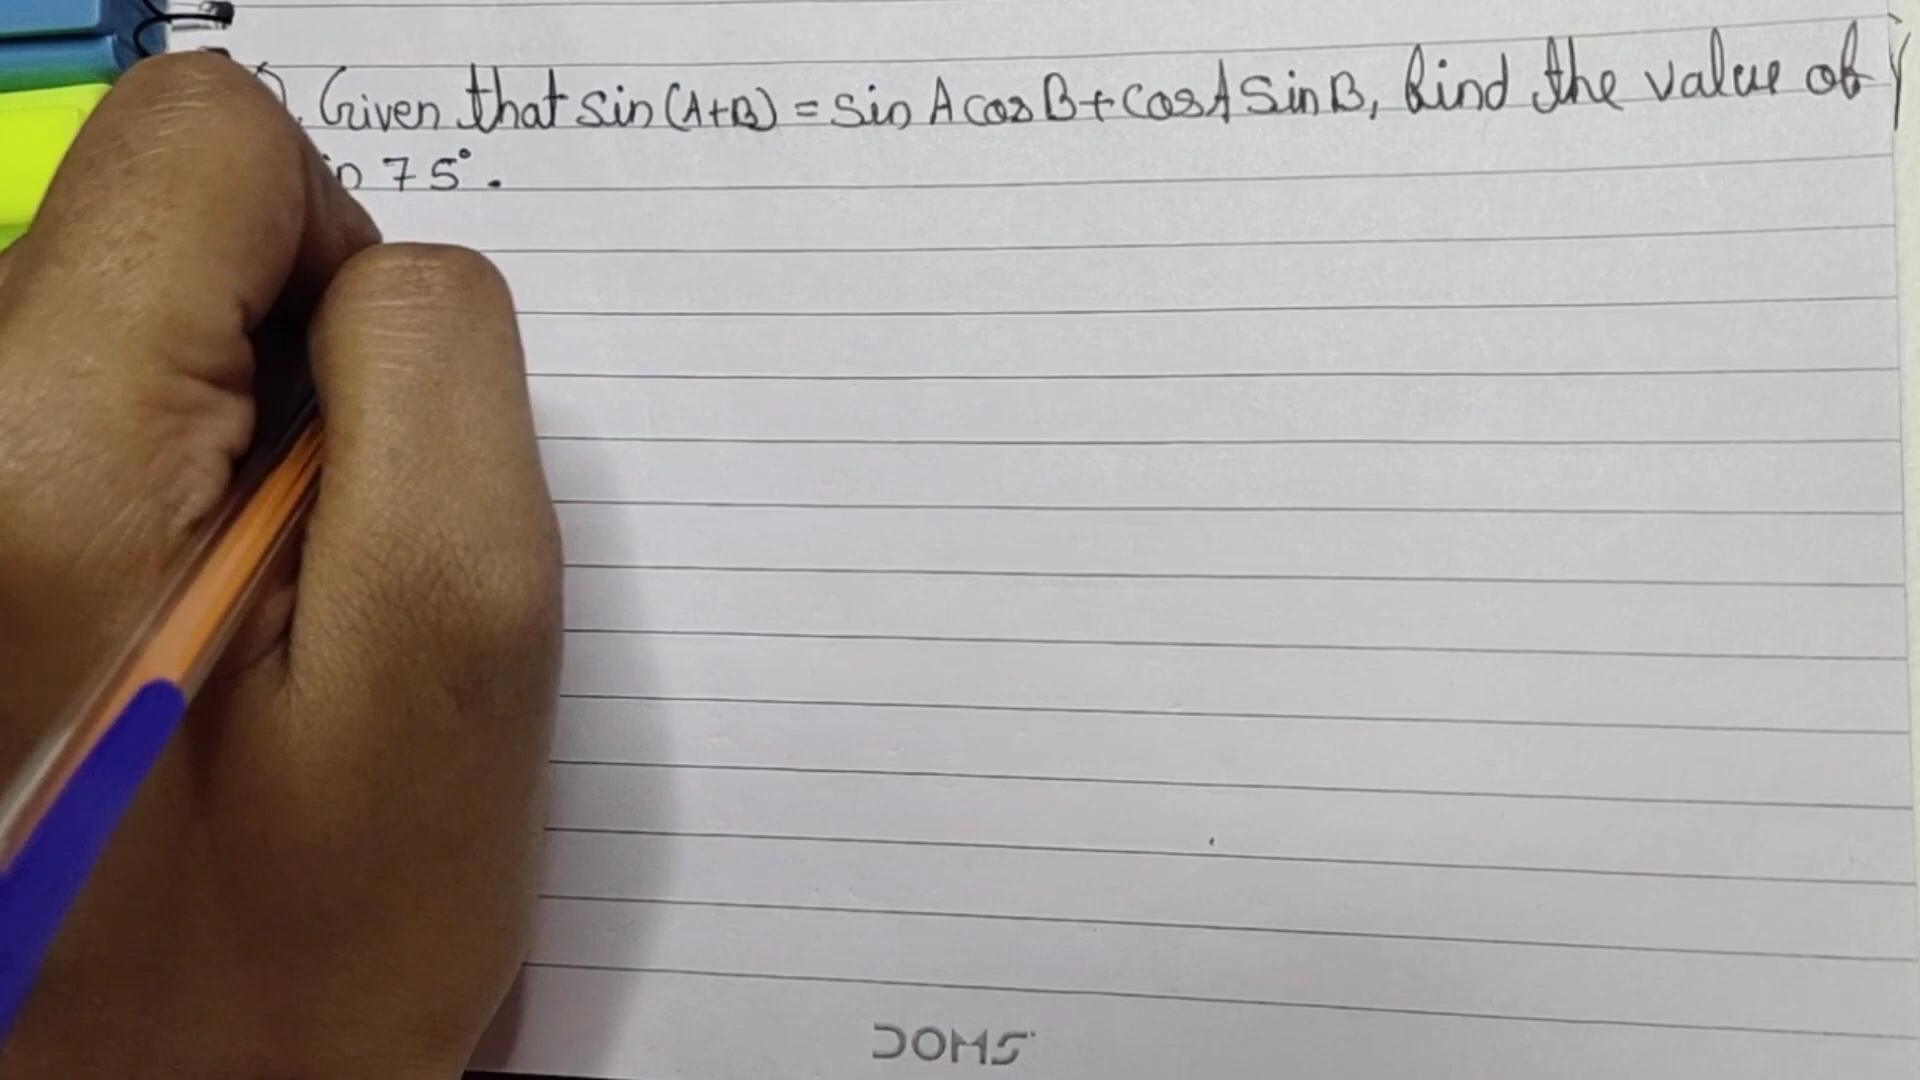 Given that sin(A+B) = sin A cos B + cos A sin B, find the value of
75°.
DOMS